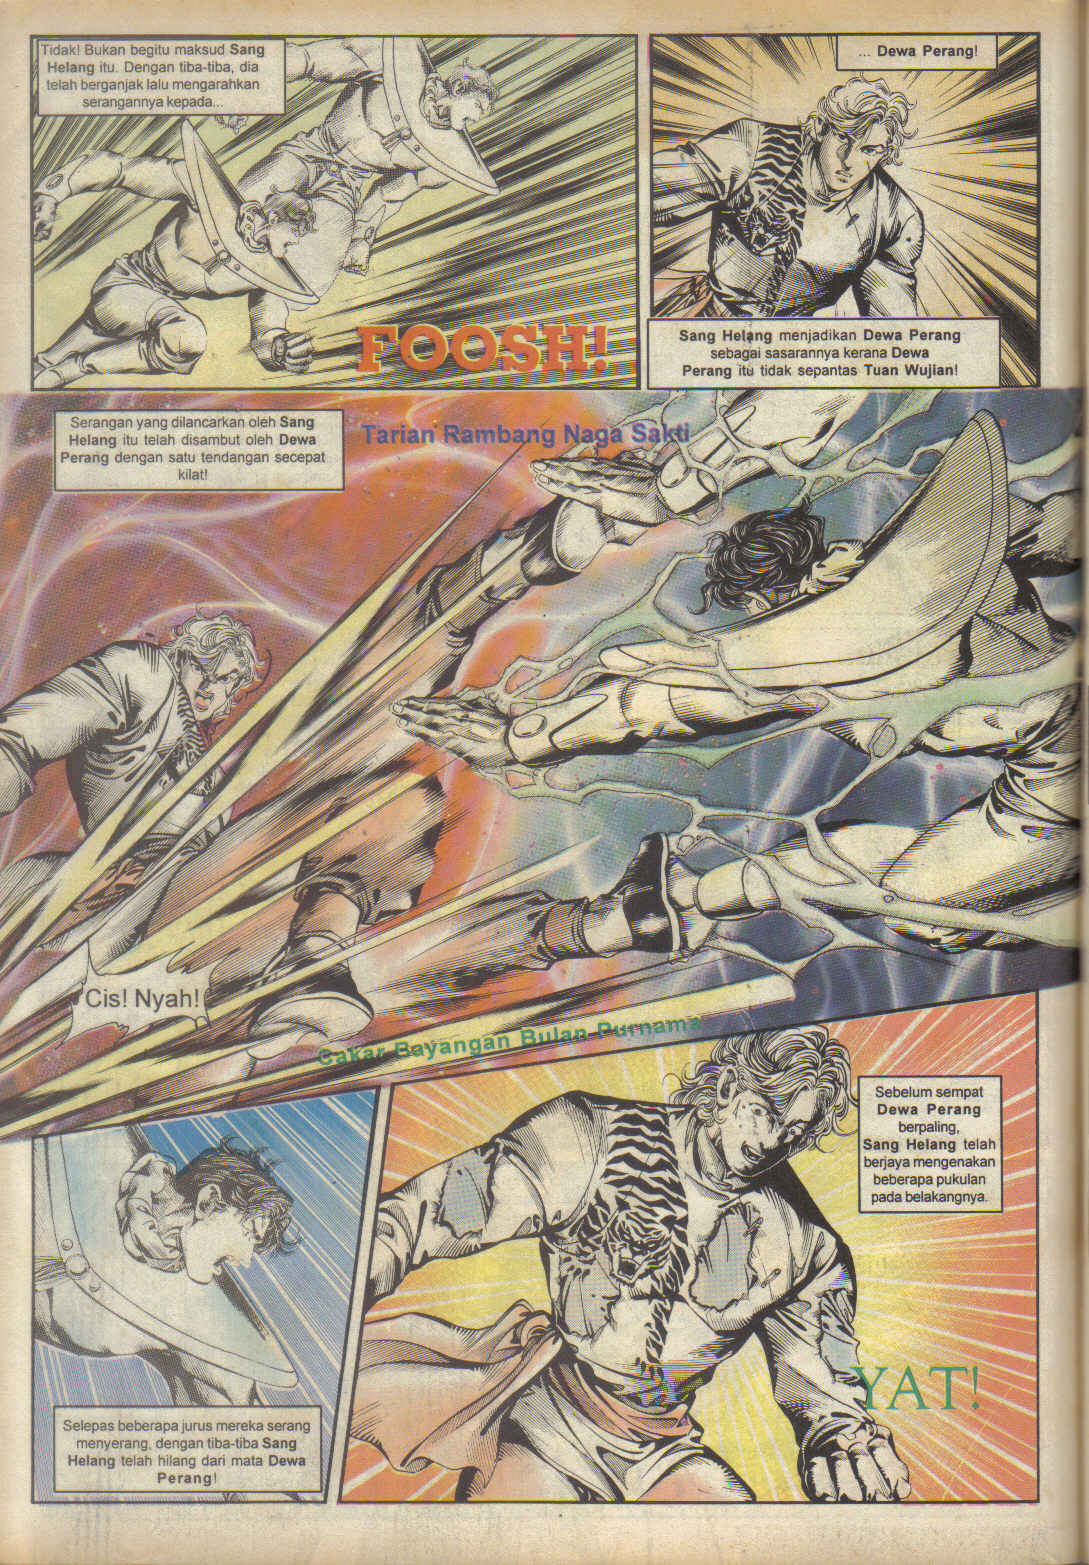 Tidak! Bukan begitu maksud Sang
Helang itu. Dengan tiba-tiba, dia
telah berganjak lalu mengarahkan
serangannya kepada...
FOOSH!
... Dewa Perang!
Sang Helang menjadikan Dewa Perang
sebagai sasarannya kerana Dewa
Perang itu tidak sepantas Tuan Wujian!
Serangan yang dilancarkan oleh Sang
Helang itu telah disambut oleh Dewa
Perang dengan satu tendangan secepat
kilat!
Tarian Rambang Naga Sakti
Cis! Nyah!
Cakar Bayangan Bulan Purnama
Selepas beberapa jurus mereka serang
menyerang, dengan tiba-tiba Sang
Helang telah hilang dari mata Dewa
Perang!
Sebelum sempat
Dewa Perang
berpaling,
Sang Helang telah
berjaya mengenakan
beberapa pukulan
pada belakangnya.
YAT!